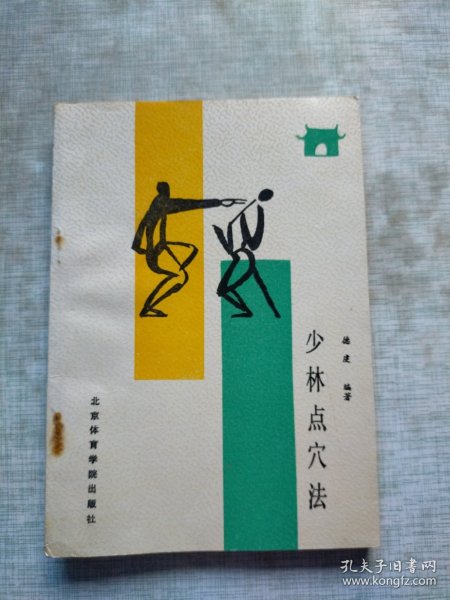 少林点穴法
德虔 编著
北京体育学院出版社
孔夫子旧书网
www.kongfz.com